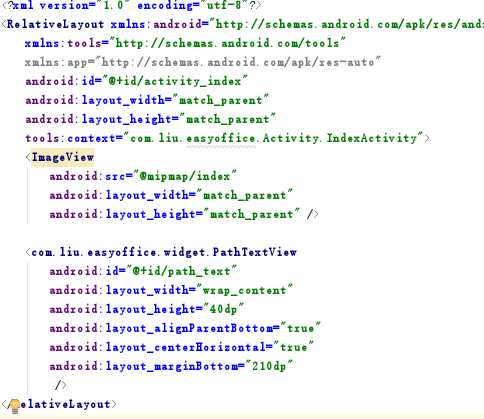 <?xml version="1.0" encoding="utf-8"?>
<RelativeLayout xmlns:android="http://schemas.android.com/apk/res/and
xmlns:tools="http://schemas.android.com/tools"
xmlns:app="http://schemas.android.com/apk/res-auto"
android:id="@+id/activity_index"
android:layout_width="match_parent"
android:layout_height="match_parent"
tools:context="com.liu.easyoffice.Activity.IndexActivity">
<ImageView
android:src="@mipmap/index"
android:layout_width="match_parent"
android:layout_height="match_parent" />
<com.liu.easyoffice.widget.PathTextView
android:id="@+id/path_text"
android:layout_width="wrap_content"
android:layout_height="40dp"
android:layout_alignParentBottom="true"
android:layout_centerHorizontal="true"
android:layout_marginBottom="210dp"
/>
</RelativeLayout>